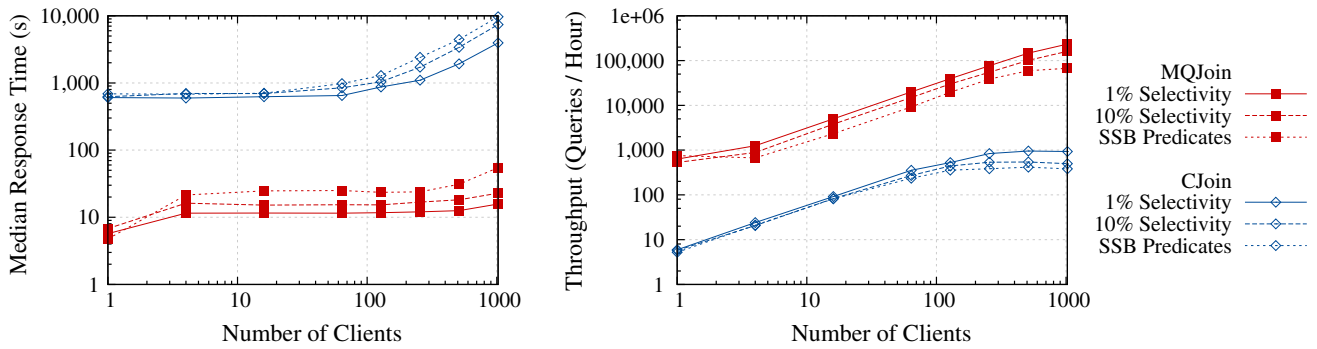 Median Response Time (s)
10,000
1,000
100
10
1
1
10
100
1000
Number of Clients
Throughput (Queries / Hour)
1e+06
100,000
10,000
1,000
100
10
1
1
10
100
1000
Number of Clients
MQJoin
1% Selectivity
10% Selectivity
SSB Predicates
CJoin
1% Selectivity
10% Selectivity
SSB Predicates